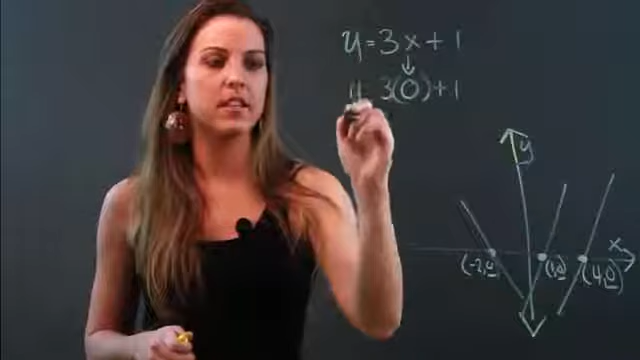 y = 3x + 1
y 3(0) + 1
y
x
(-2,0) (1,0) (4,0)